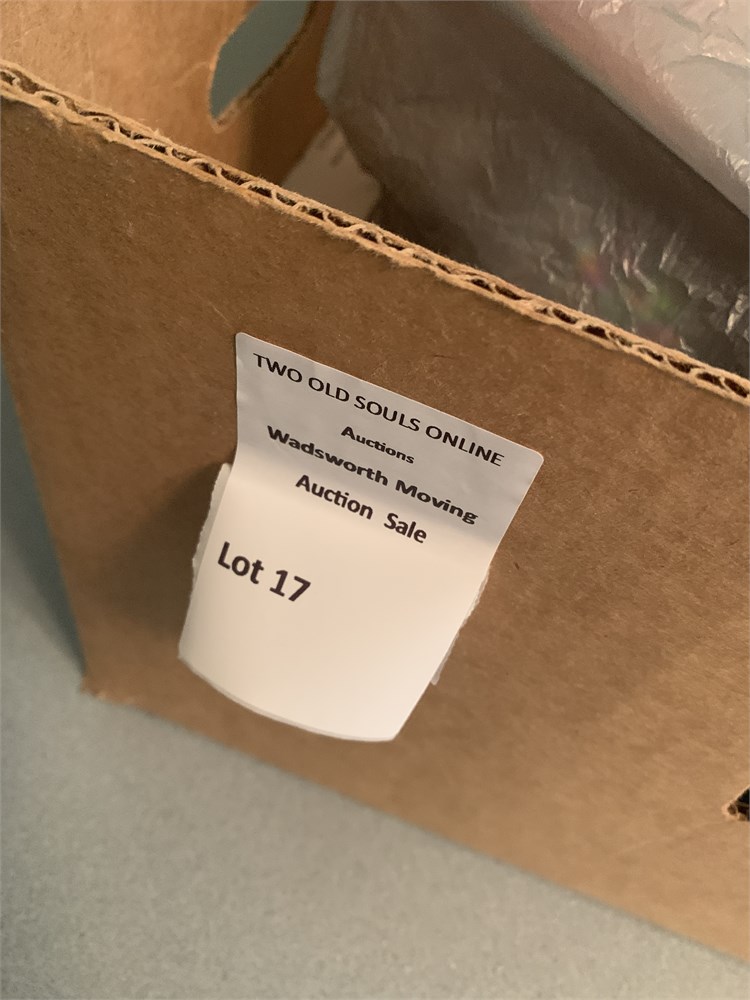 TWO OLD SOULS ONLINE
Auctions
Wadsworth Moving
Auction Sale
Lot 17